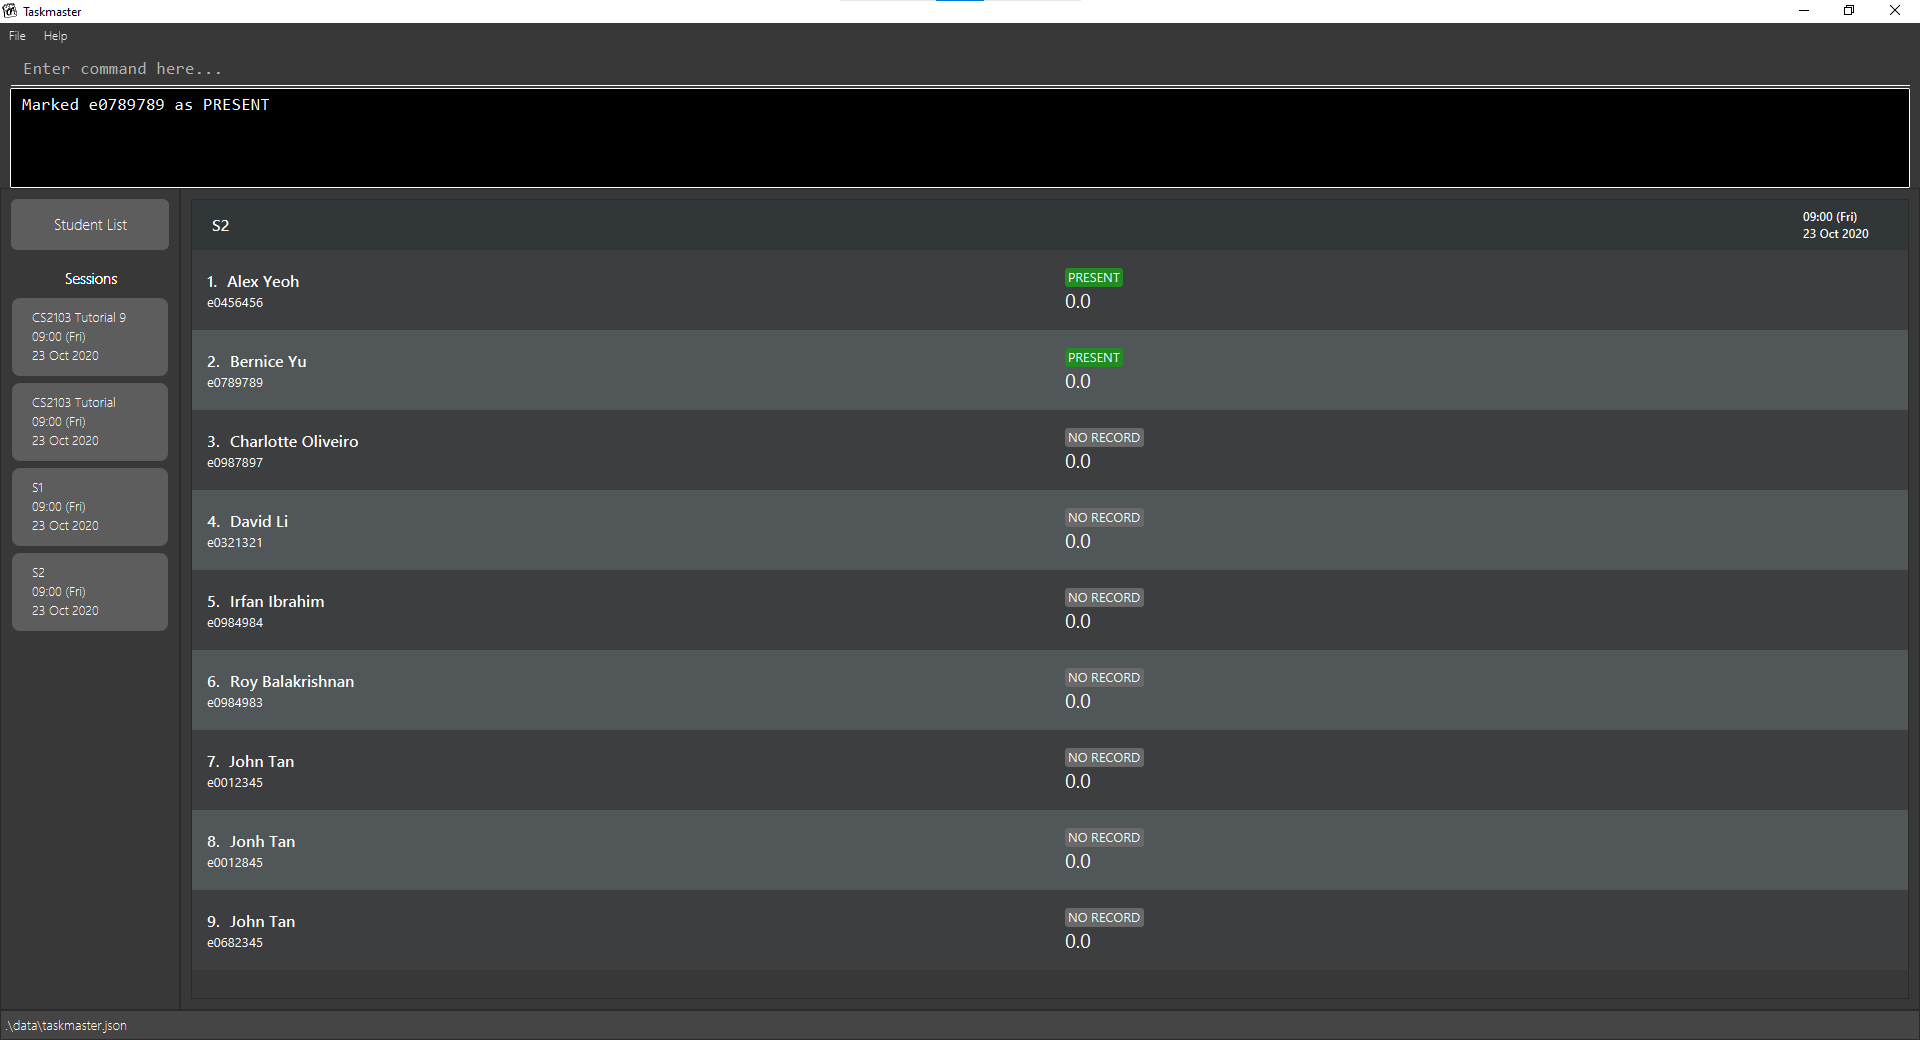 Taskmaster
File Help
Enter command here...
Marked e0789789 as PRESENT
Student List
Sessions
CS2103 Tutorial 9
09:00 (Fri)
23 Oct 2020
CS2103 Tutorial
09:00 (Fri)
23 Oct 2020
S1
09:00 (Fri)
23 Oct 2020
S2
09:00 (Fri)
23 Oct 2020
S2
09:00 (Fri)
23 Oct 2020
1. Alex Yeoh
e0456456
PRESENT
0.0
2. Bernice Yu
e0789789
PRESENT
0.0
3. Charlotte Oliveiro
e0987897
NO RECORD
0.0
4. David Li
e0321321
NO RECORD
0.0
5. Irfan Ibrahim
e0984984
NO RECORD
0.0
6. Roy Balakrishnan
e0984983
NO RECORD
0.0
7. John Tan
e0012345
NO RECORD
0.0
8. Jonh Tan
e0012845
NO RECORD
0.0
9. John Tan
e0682345
NO RECORD
0.0
.\data\taskmaster.json